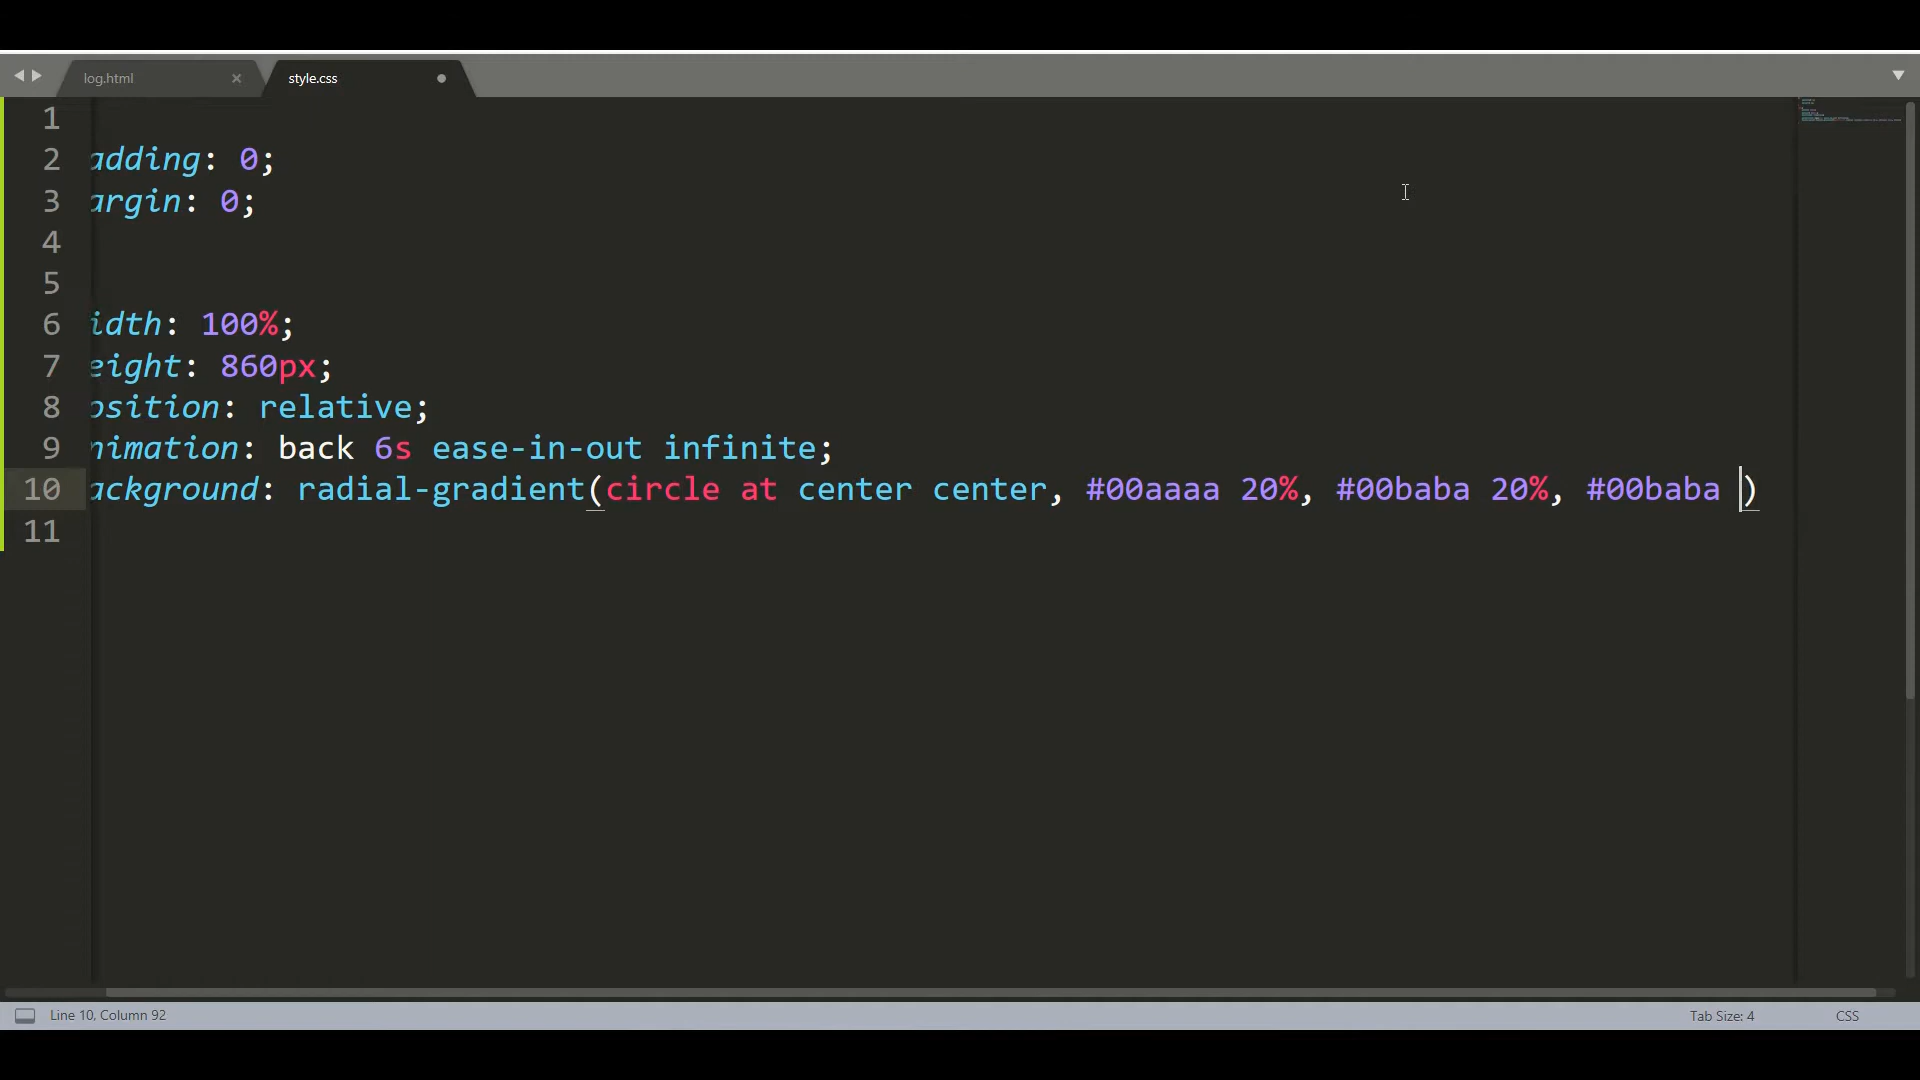 log.html
style.css
1
2 adding: 0;
3 argin: 0;
4
5
6 idth: 100%;
7 eight: 860px;
8 osition: relative;
9 nimation: back 6s ease-in-out infinite;
10 ackground: radial-gradient(circle at center center, #00aaaa 20%, #00baba 20%, #00baba )
11
Line 10, Column 92
Tab Size: 4
CSS